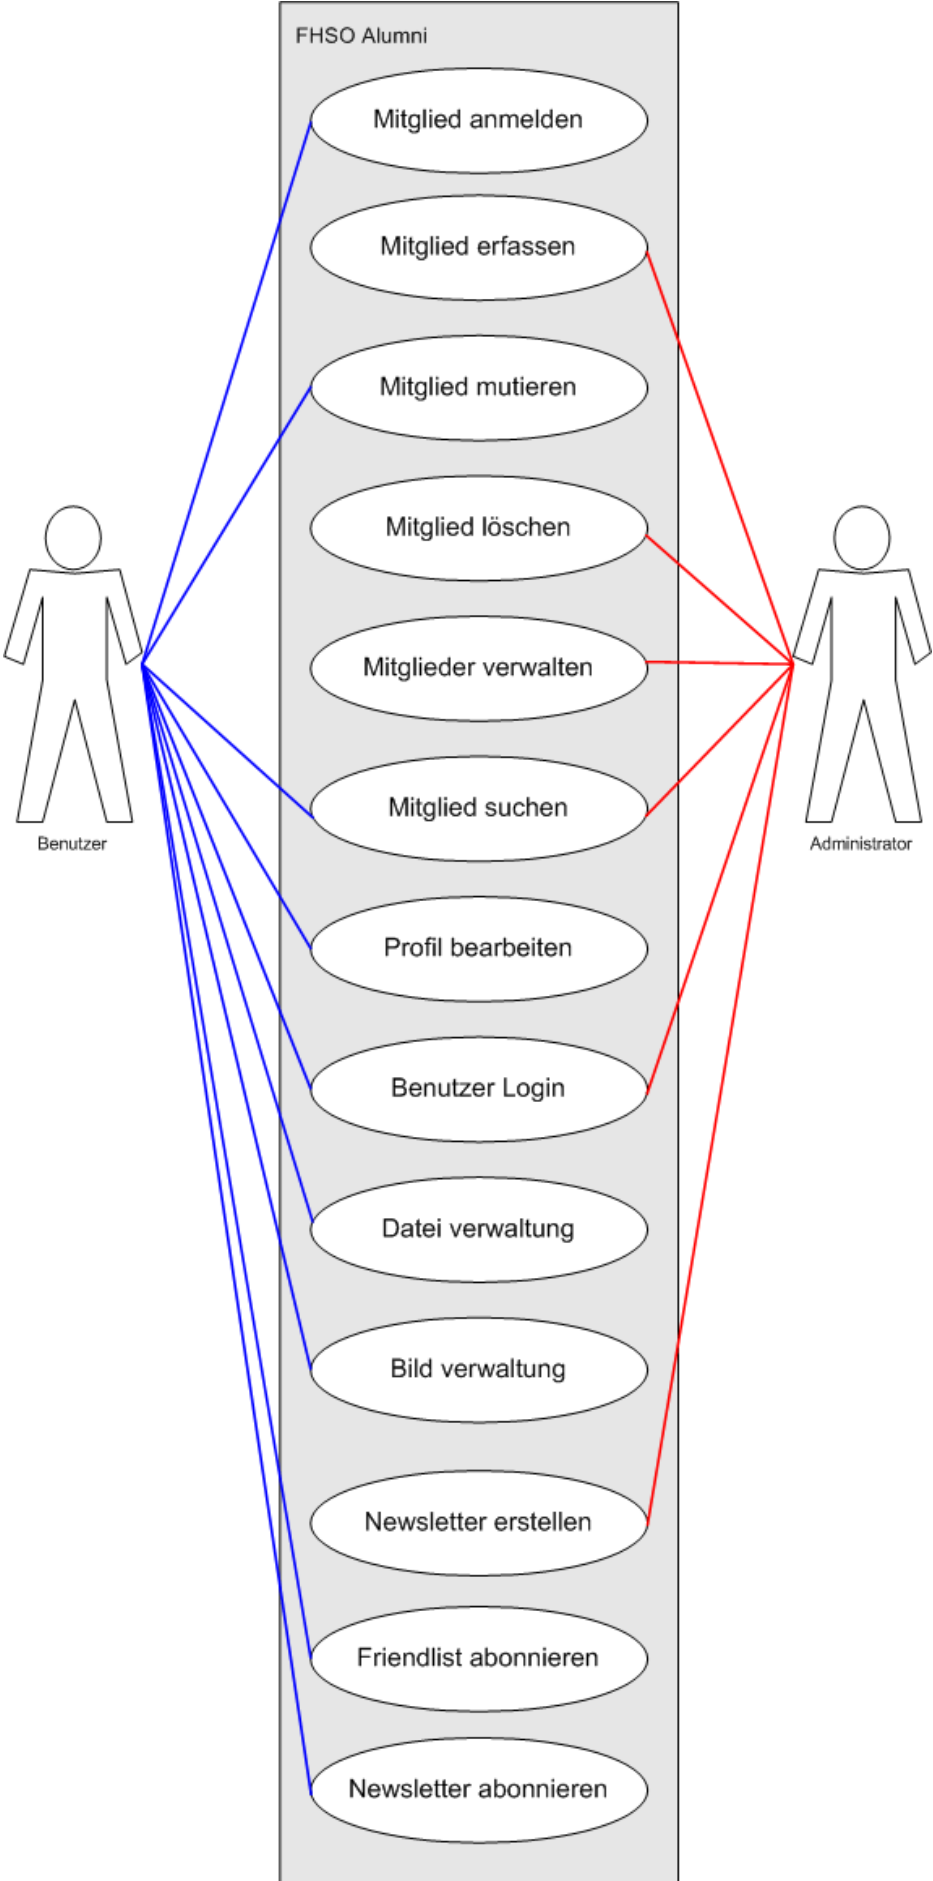 FHSO Alumni
Mitglied anmelden
Mitglied erfassen
Mitglied mutieren
Mitglied löschen
Mitglieder verwalten
Mitglied suchen
Benutzer
Administrator
Profil bearbeiten
Benutzer Login
Datei verwaltung
Bild verwaltung
Newsletter erstellen
Friendlist abonnieren
Newsletter abonnieren